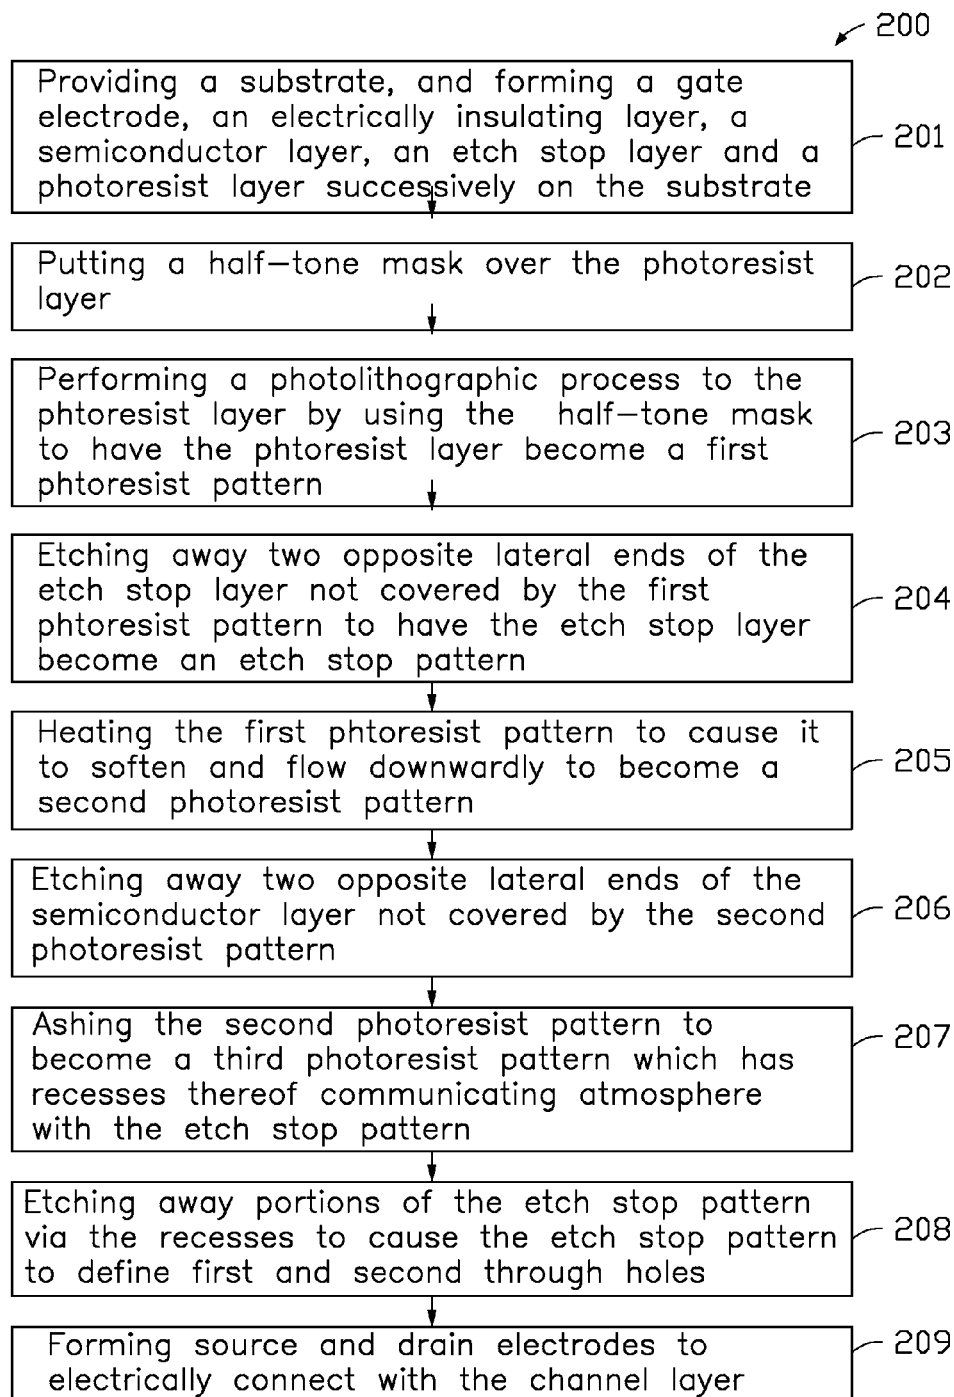 200
Providing a substrate, and forming a gate
electrode, an electrically insulating layer, a
semiconductor layer, an etch stop layer and a
photoresist layer successively on the substrate
201
Putting a half-tone mask over the photoresist
layer
202
Performing a photolithographic process to the
phtoresist layer by using the half-tone mask
to have the phtoresist layer become a first
phtoresist pattern
203
Etching away two opposite lateral ends of the
etch stop layer not covered by the first
phtoresist pattern to have the etch stop layer
become an etch stop pattern
204
Heating the first phtoresist pattern to cause it
to soften and flow downwardly to become a
second photoresist pattern
205
Etching away two opposite lateral ends of the
semiconductor layer not covered by the second
photoresist pattern
206
Ashing the second photoresist pattern to
become a third photoresist pattern which has
recesses thereof communicating atmosphere
with the etch stop pattern
207
Etching away portions of the etch stop pattern
via the recesses to cause the etch stop pattern
to define first and second through holes
208
Forming source and drain electrodes to
electrically connect with the channel layer
209